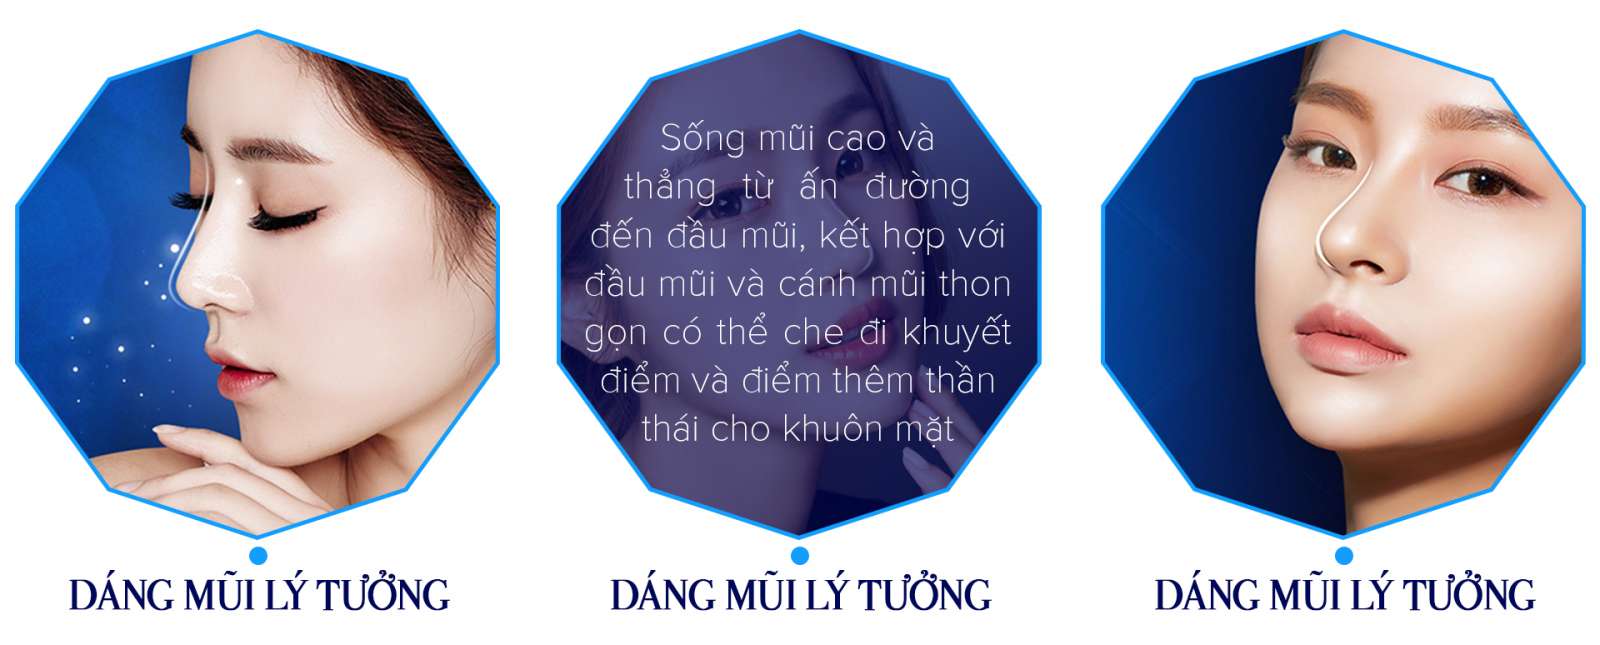 Sống mũi cao và
thẳng từ ấn đường
đến đầu mũi, kết hợp với
đầu mũi và cánh mũi thon
gọn có thể che đi khuyết
điểm và điểm thêm thần
thái cho khuôn mặt
DÁNG MŨI LÝ TƯỞNG
DÁNG MŨI LÝ TƯỞNG
DÁNG MŨI LÝ TƯỞNG